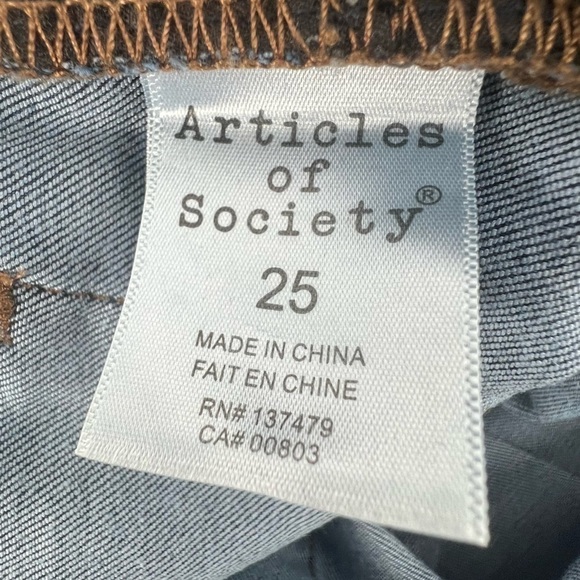 Articles
of
Society®
25
MADE IN CHINA
FAIT EN CHINE
RN# 137479
CA# 00803